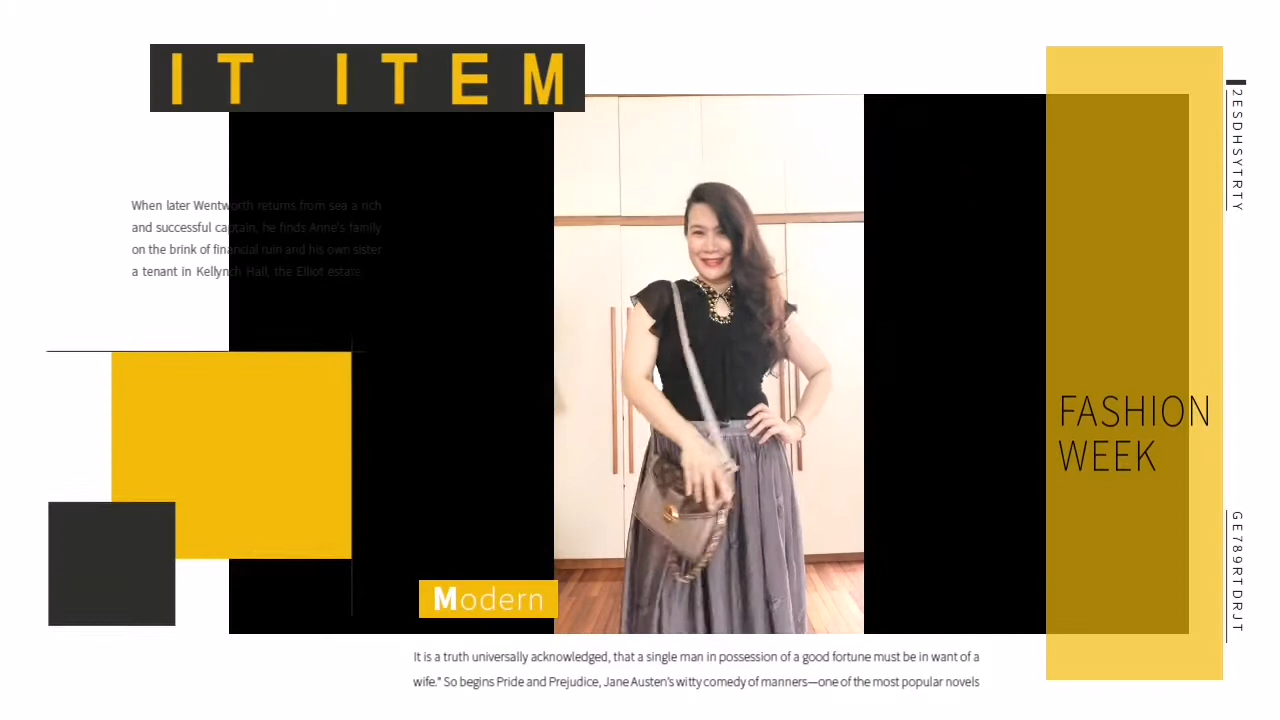 IT ITEM
2ESDHSYTRTY
When later Wentworth returns from sea a rich
and successful captain, he finds Anne's family
on the brink of financial ruin and his own sister
a tenant in Kellynch Hall, the Elliot estate.
FASHION
WEEK
GE789RTDRJT
Modern
It is a truth universally acknowledged, that a single man in possession of a good fortune must be in want of a
wife." So begins Pride and Prejudice, Jane Austen's witty comedy of manners—one of the most popular novels